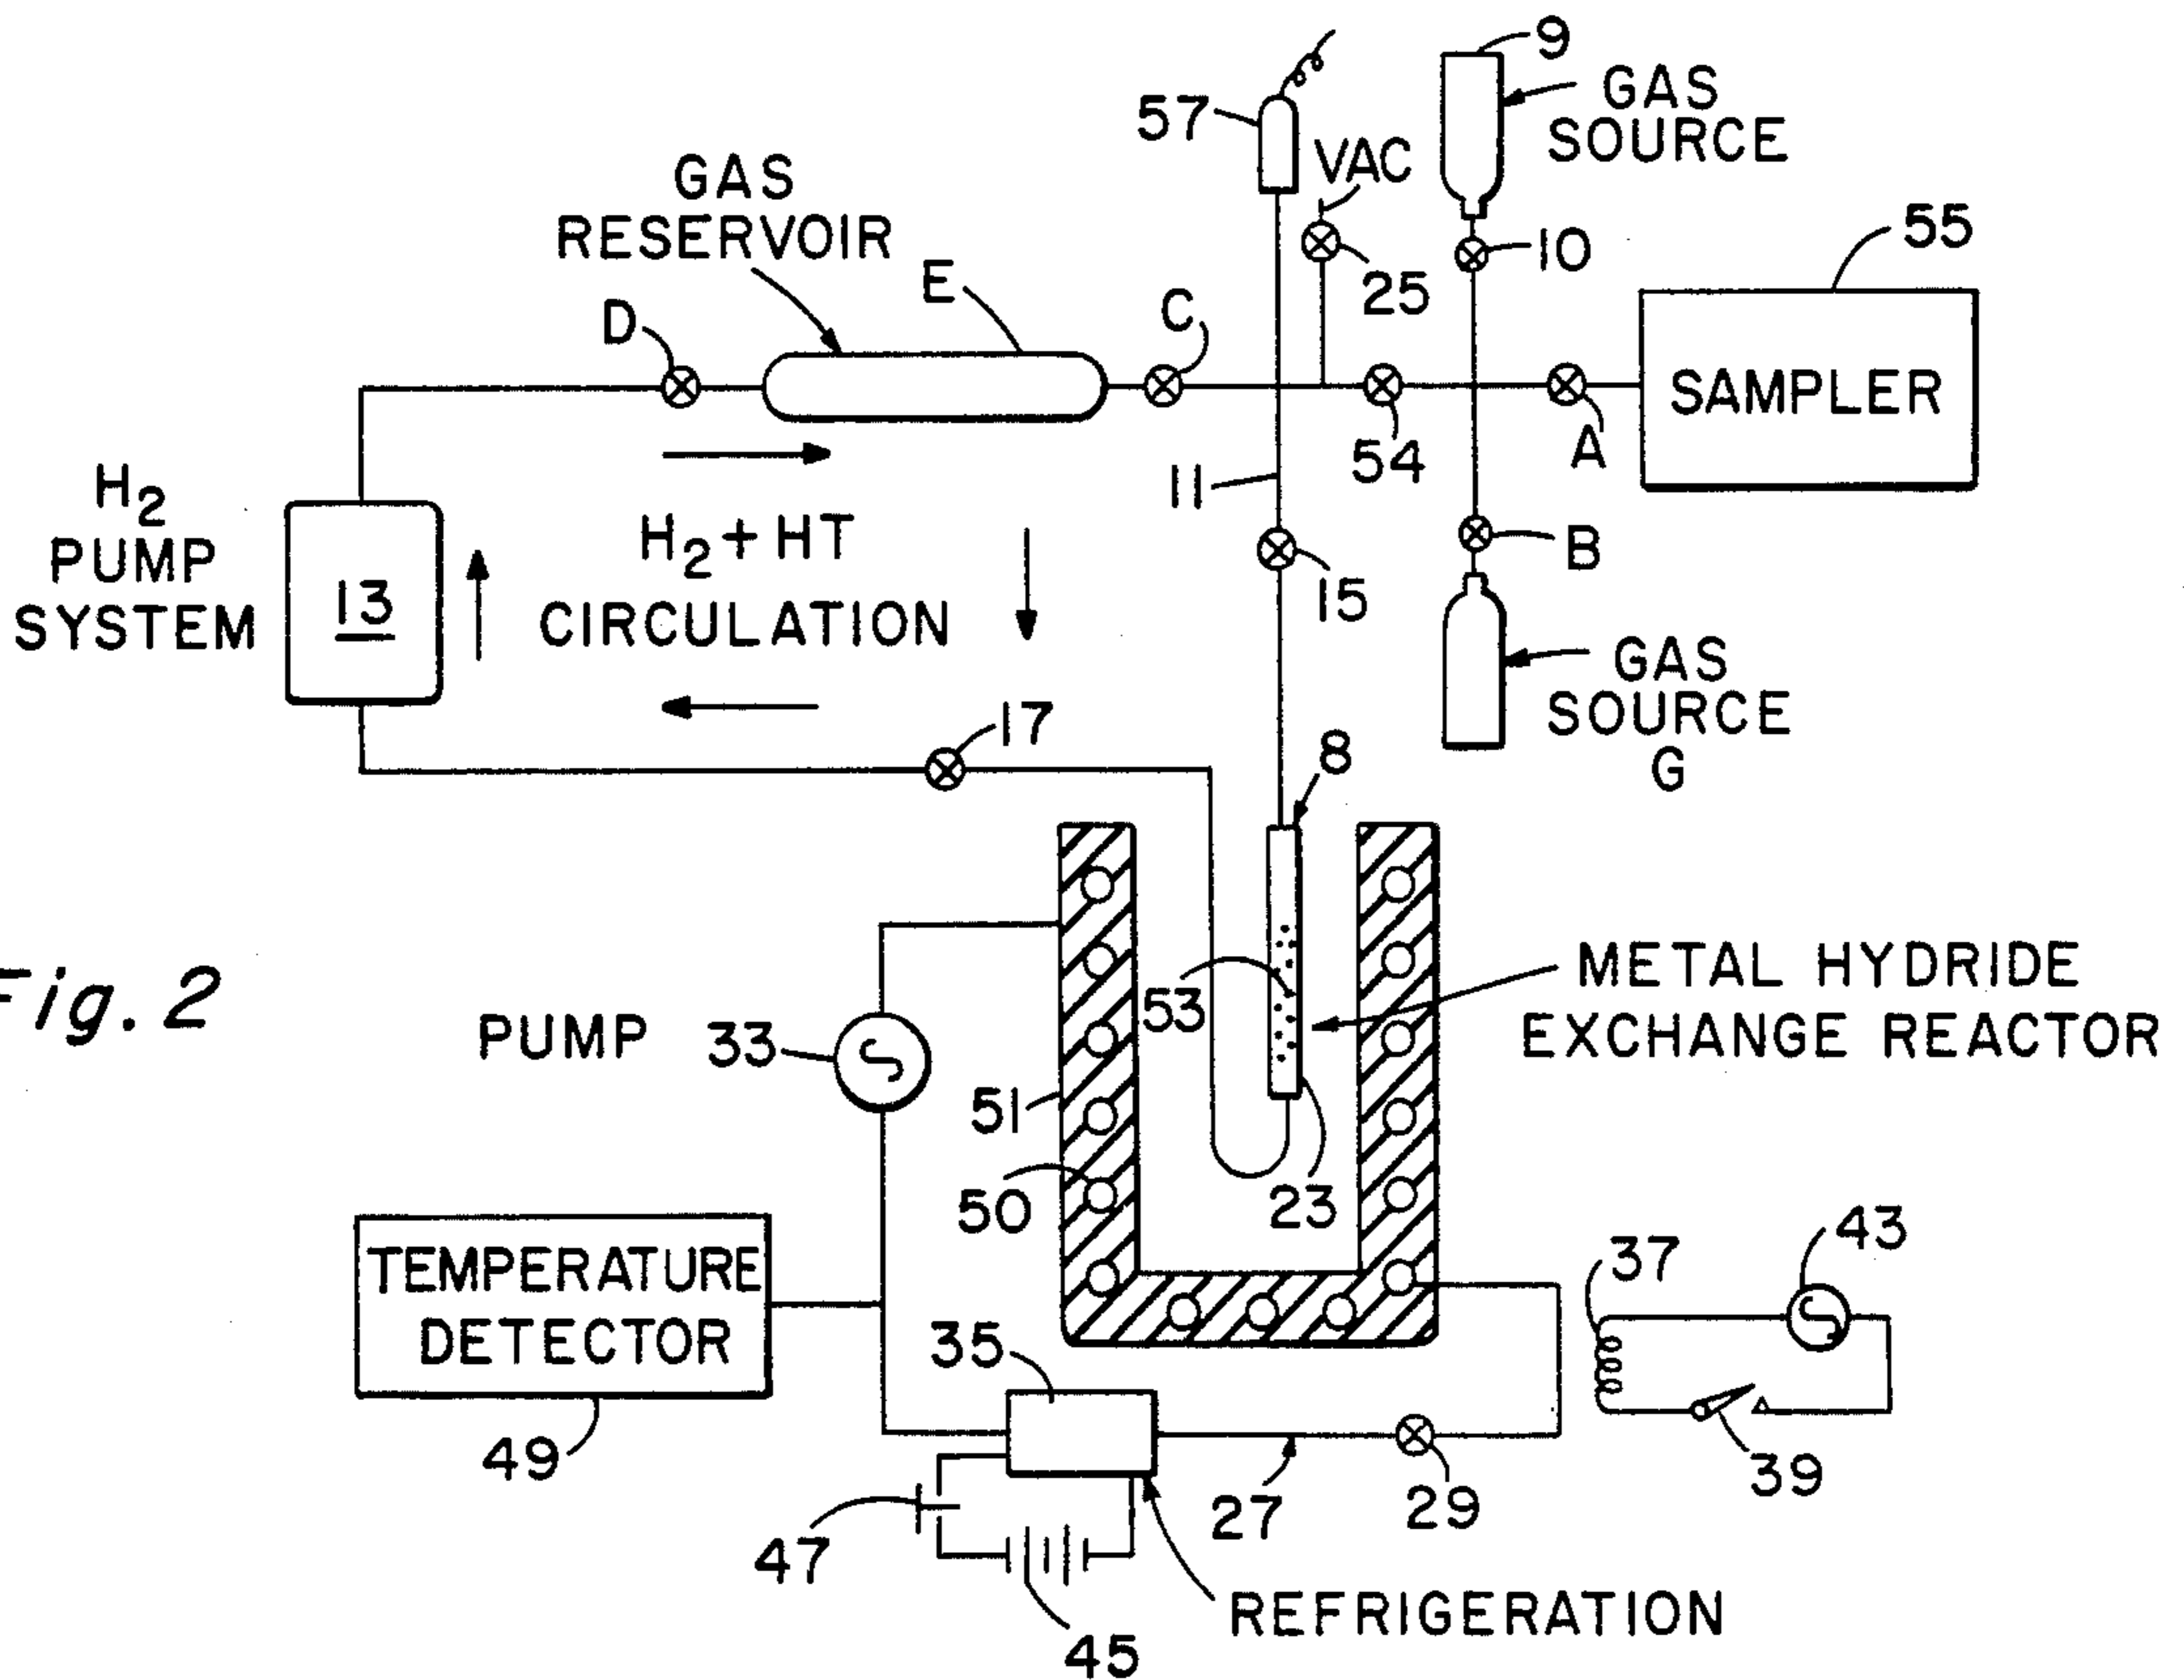 9
GAS
SOURCE
57
VAC
GAS
RESERVOIR
10
55
E
25
D
C
SAMPLER
A
54
11
H2
PUMP
SYSTEM
13
H2 + HT
CIRCULATION
15
B
GAS
SOURCE
G
17
8
Fig. 2
PUMP
33
53
METAL HYDRIDE
EXCHANGE REACTOR
51
50
23
43
37
TEMPERATURE
DETECTOR
35
49
39
27
29
47
REFRIGERATION
45